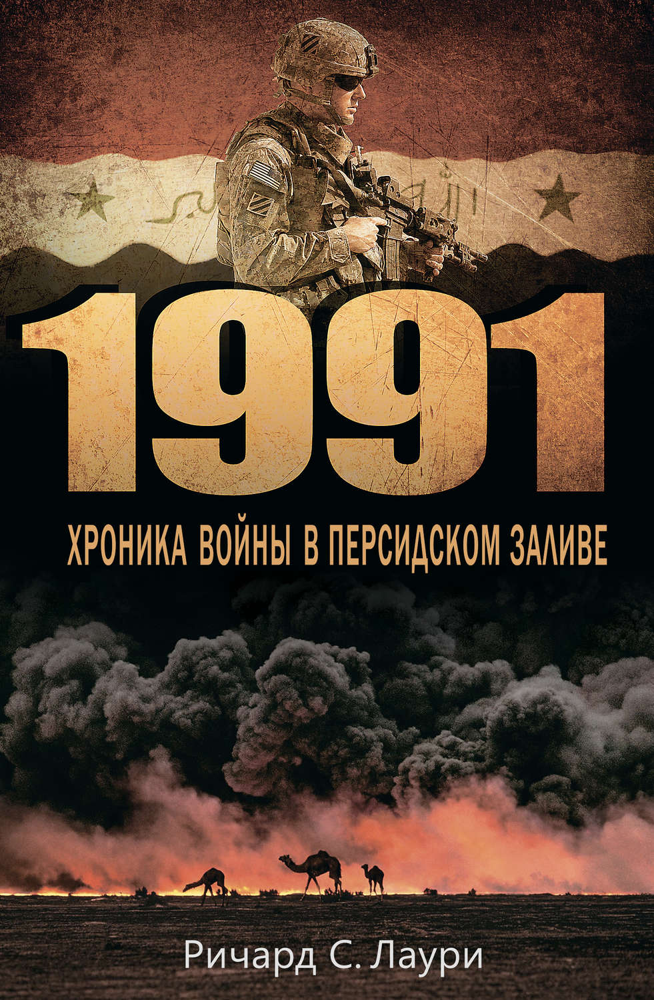 1991
ХРОНИКА ВОЙНЫ В ПЕРСИДСКОМ ЗАЛИВЕ
Ричард С. Лаури